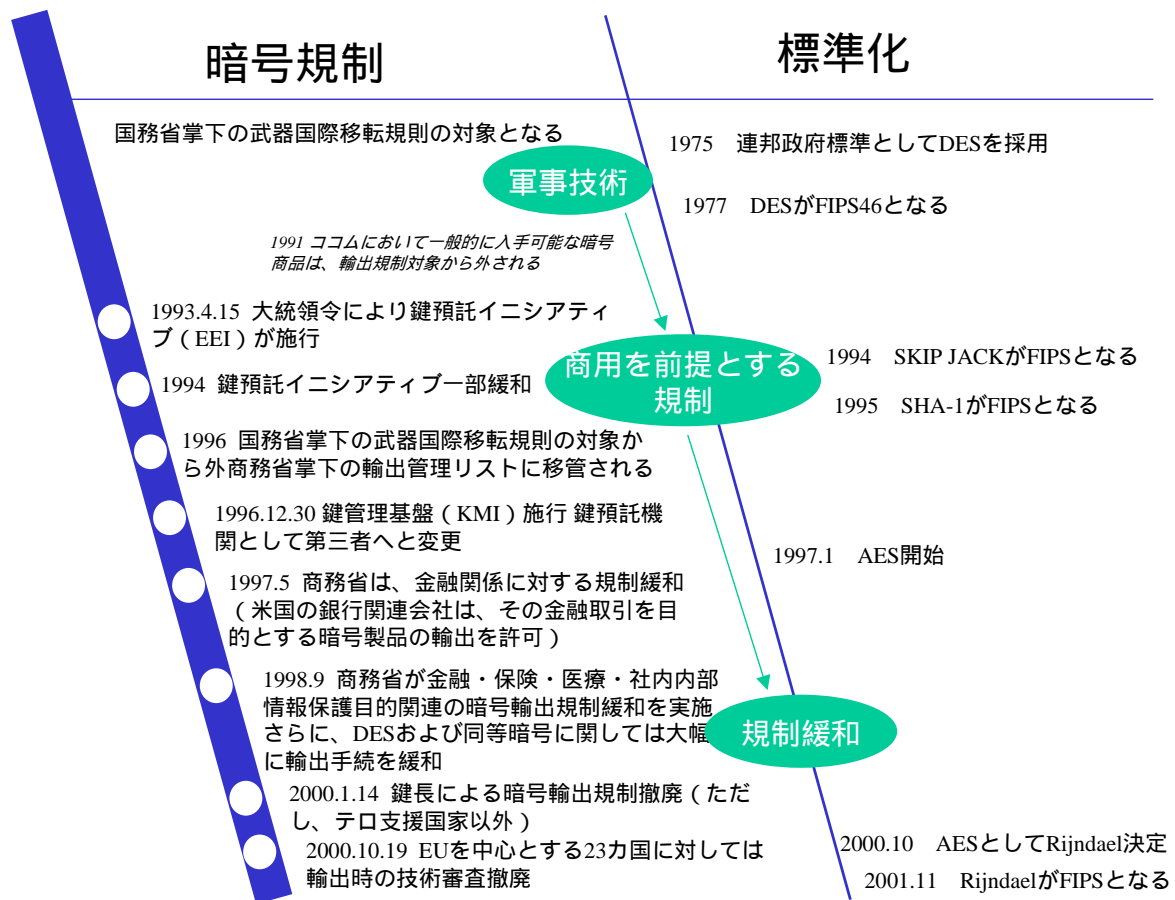 暗号規制
標準化
国務省掌下の武器国際移転規則の対象となる
軍事技術
1975 連邦政府標準としてDESを採用
1977 DESがFIPS46となる
1991 ココムにおいて一般的に入手可能な暗号
商品は、輸出規制対象から外される
1993.4.15 大統領令により鍵預託イニシアティ
ブ（EEI）が施行
商用を前提とする
規制
1994 SKIP JACKがFIPSとなる
1994 鍵預託イニシアティブ一部緩和
1995 SHA-1がFIPSとなる
1996 国務省掌下の武器国際移転規則の対象か
ら外商務省掌下の輸出管理リストに移管される
1996.12.30 鍵管理基盤（KMI）施行 鍵預託機
関として第三者へと変更
1997.1 AES開始
1997.5 商務省は、金融関係に対する規制緩和
（米国の銀行関連会社は、その金融取引を目
的とする暗号製品の輸出を許可）
1998.9 商務省が金融・保険・医療・社内内部
情報保護目的関連の暗号輸出規制緩和を実施
さらに、DESおよび同等暗号に関しては大幅
に輸出手続を緩和
規制緩和
2000.1.14 鍵長による暗号輸出規制撤廃（ただ
し、テロ支援国家以外）
2000.10.19 EUを中心とする23カ国に対しては
輸出時の技術審査撤廃
2000.10 AESとしてRijndael決定
2001.11 RijndaelがFIPSとなる